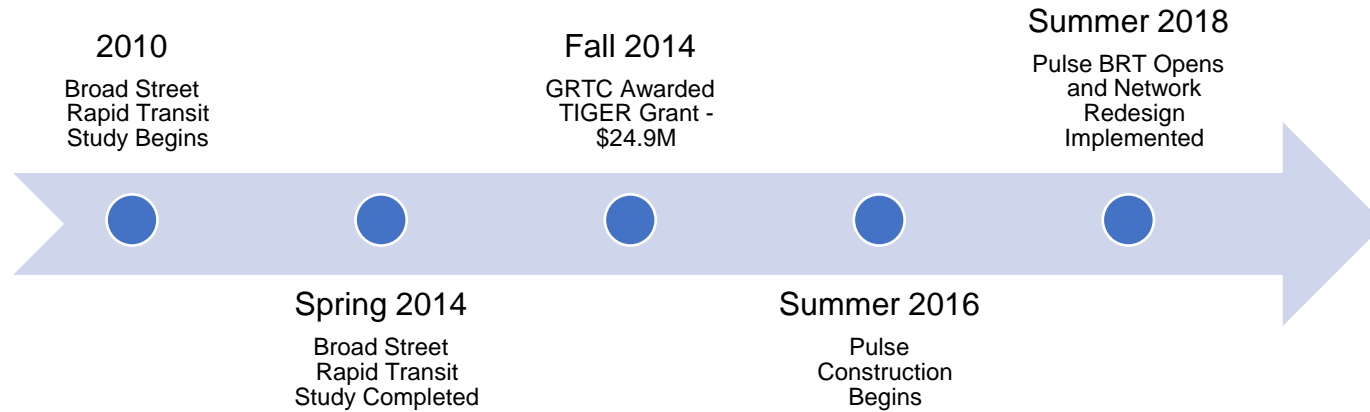 2010
Broad Street
Rapid Transit
Study Begins
Spring 2014
Broad Street
Rapid Transit
Study Completed
Fall 2014
GRTC Awarded
TIGER Grant -
$24.9M
Summer 2016
Pulse
Construction
Begins
Summer 2018
Pulse BRT Opens
and Network
Redesign
Implemented